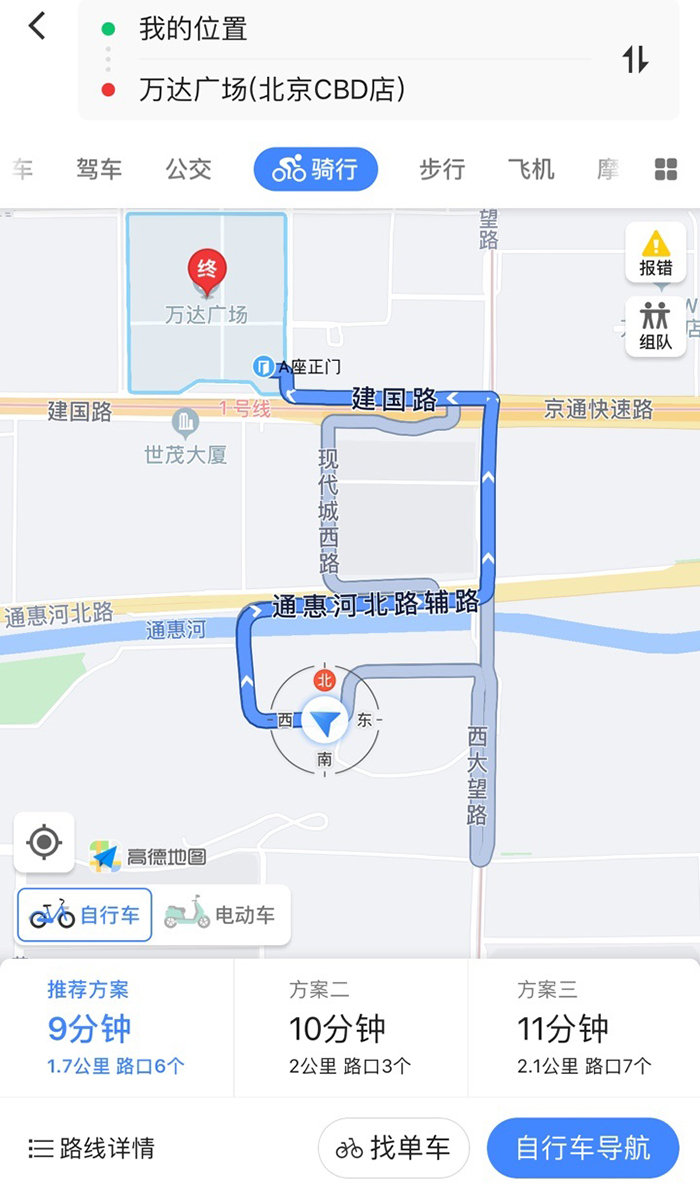 我的位置
万达广场(北京CBD店)
车 驾车 公交 骑行 步行 飞机 摩
望路
报错
组队
终
万达广场
A座正门
建国路
1号线
建国路
京通快速路
世茂大厦
现代城西路
通惠河北路
通惠河北路辅路
通惠河
北
西
东
南
西大望路
高德地图
自行车 电动车
推荐方案
9分钟
1.7公里 路口6个
方案二
10分钟
2公里 路口3个
方案三
11分钟
2.1公里 路口7个
路线详情 找单车 自行车导航